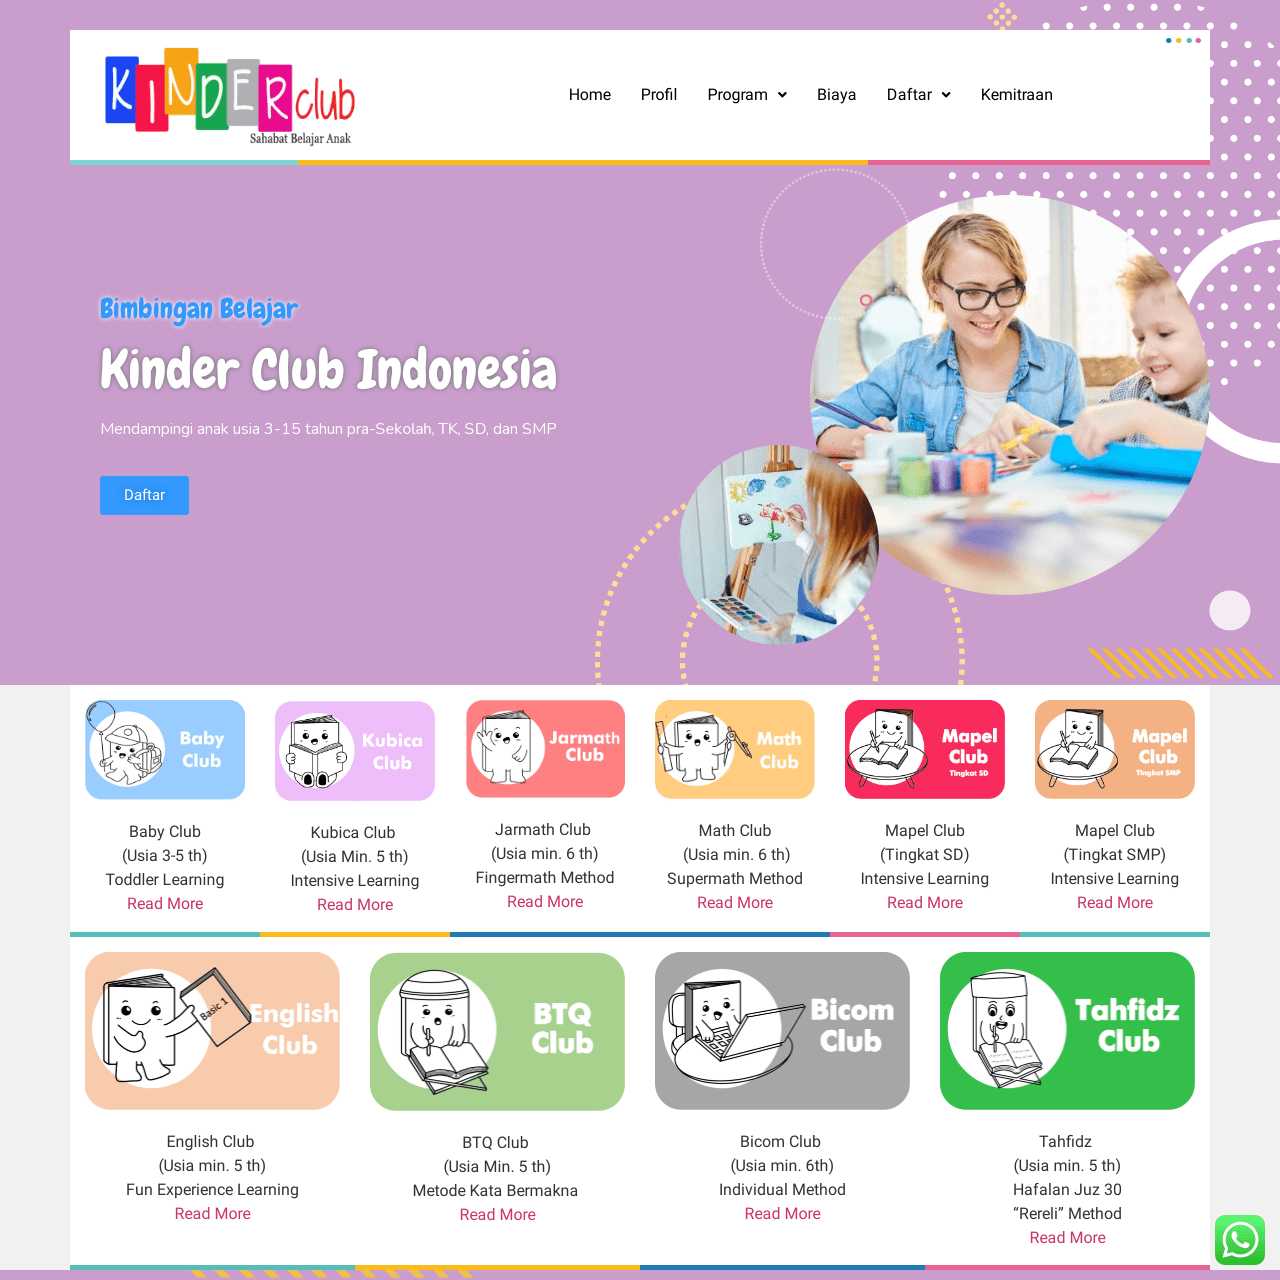 KINDER club
Sahabat Belajar Anak
Home
Profil
Program
Biaya
Daftar
Kemitraan
Bimbingan Belajar
Kinder Club Indonesia
Mendampingi anak usia 3-15 tahun pra-Sekolah, TK, SD, dan SMP
Daftar
Baby
Club
Kubica
Club
Jarmath
Club
Math
Club
Mapel
Club
Tingkat SD
Mapel
Club
Tingkat SMP
Baby Club
(Usia 3-5 th)
Toddler Learning
Read More
Kubica Club
(Usia Min. 5 th)
Intensive Learning
Read More
Jarmath Club
(Usia min. 6 th)
Fingermath Method
Read More
Math Club
(Usia min. 6 th)
Supermath Method
Read More
Mapel Club
(Tingkat SD)
Intensive Learning
Read More
Mapel Club
(Tingkat SMP)
Intensive Learning
Read More
Basic 1
English
Club
BTQ
Club
Bicom
Club
Tahfidz
Club
English Club
(Usia min. 5 th)
Fun Experience Learning
Read More
BTQ Club
(Usia Min. 5 th)
Metode Kata Bermakna
Read More
Bicom Club
(Usia min. 6th)
Individual Method
Read More
Tahfidz
(Usia min. 5 th)
Hafalan Juz 30
“Rereli” Method
Read More